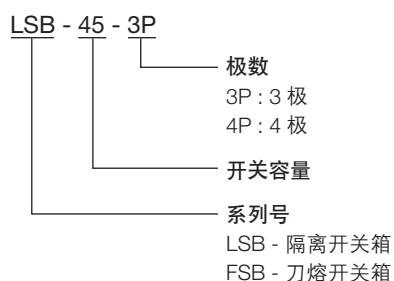 LSB - 45 - 3P
极数
3P : 3 极
4P : 4 极
开关容量
系列号
LSB - 隔离开关箱
FSB - 刀熔开关箱